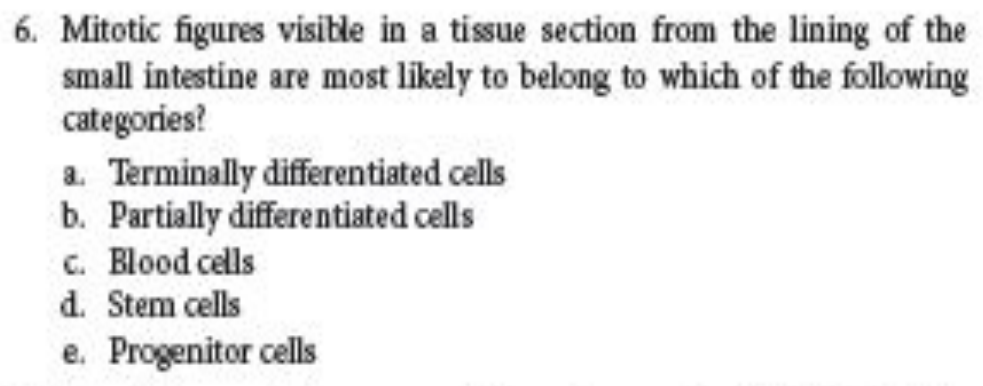 6. Mitotic figures visible in a tissue section from the lining of the
small intestine are most likely to belong to which of the following
categories?
a. Terminally differentiated cells
b. Partially differentiated cells
c. Blood cells
d. Stem cells
e. Progenitor cells